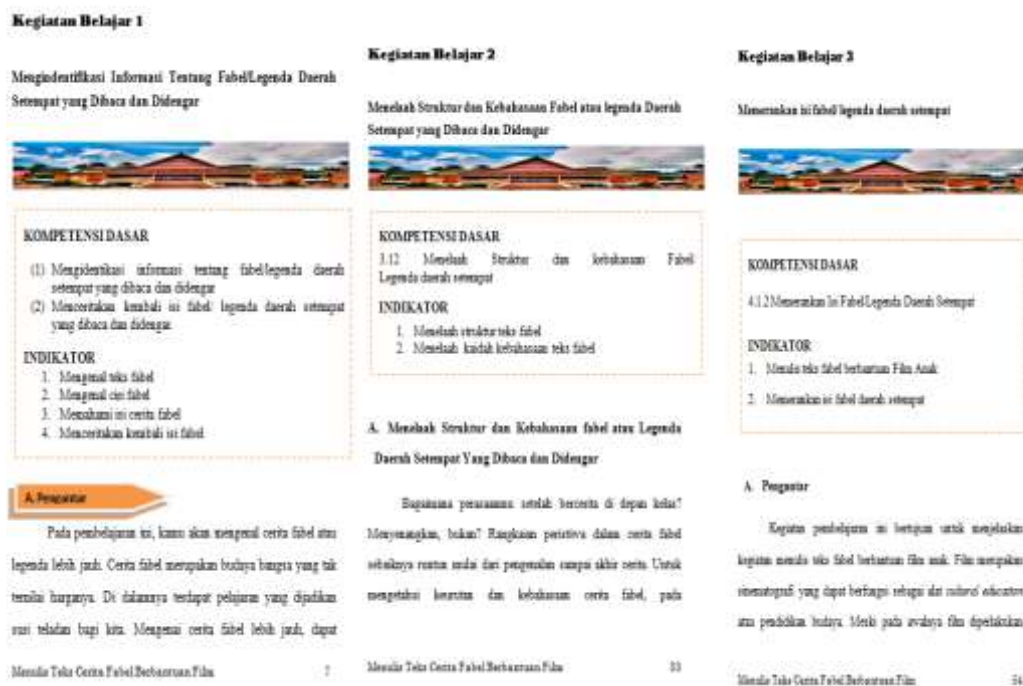 Kegiatan Belajar 1
Mengindentifikasi Informasi Tentang Fabel/Legenda Daerah
Setempat yang Dibaca dan Didengar
KOMPETENSI DASAR
(1) Mengidentikasi informasi tentang fabel/legenda daerah
setempat yang dibaca dan didengar
(2) Menceritakan kembali isi fabel/ legenda daerah setempat
yang dibaca dan didengar.
INDIKATOR
1. Mengenal teks fabel
2. Mengenal ciri fabel
3. Memahami isi cerita fabel
4. Menceritakan kembali isi fabel
A. Pengantar
Pada pembelajaran ini, kamu akan mengenal cerita fabel atau
legenda lebih jauh. Cerita fabel merupakan budaya bangsa yang tak
ternilai harganya. Di dalamnya terdapat pelajaran yang dijadikan
suri teladan bagi kita. Mengenai cerita fabel lebih jauh, dapat
Menulis Teks Cerita Fabel Berbantuan Film 7
Kegiatan Belajar 2
Menelaah Struktur dan Kebahasaan Fabel atau legenda Daerah
Setempat yang Dibaca dan Didengar
KOMPETENSI DASAR
3.12 Menelaah Struktur dan kebahasaan Fabel
Legenda daerah setempat
INDIKATOR
1. Menelaah struktur teks fabel
2. Menelaah kaidah kebahasaan teks fabel
A. Menelaah Struktur dan Kebahasaan fabel atau Legenda
Daerah Setempat Yang Dibaca dan Didengar
Bagaimana perasaanmu setelah bercerita di depan kelas?
Menyenangkan, bukan? Rangkaian peristiwa dalam cerita fabel
sebaiknya runtun mulai dari pengenalan sampai akhir cerita. Untuk
mengetahui keurutan dan kebahasaan cerita fabel, pada
Menulis Teks Cerita Fabel Berbantuan Film 33
Kegiatan Belajar 3
Memerankan isi fabel/ legenda daerah setempat
KOMPETENSI DASAR
4.12 Memerankan Isi Fabel/Legenda Daerah Setempat
INDIKATOR
1. Menulis teks fabel berbantuan Film Anak
2. Memerankan isi fabel daerah setempat
A. Pengantar
Kegiatan pembelajaran ini bertujuan untuk menjelaskan
kegiatan menulis teks fabel berbantuan film anak. Film merupakan
sinematografi yang dapat berfungsi sebagai alat cultural education
atau pendidikan budaya. Meski pada awalnya film diperlakukan
Menulis Teks Cerita Fabel Berbantuan Film 54